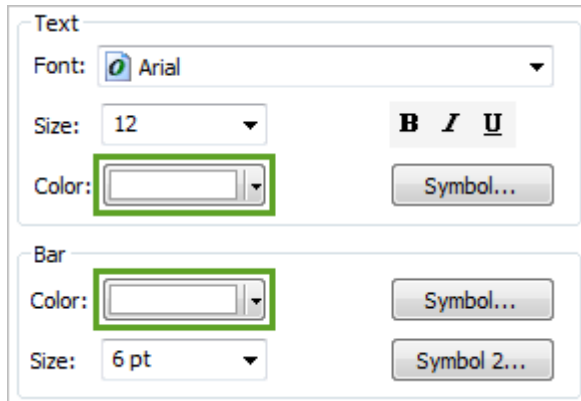 Text
Font: Arial
Size: 12 B I U
Color: Symbol...
Bar
Color: Symbol...
Size: 6 pt Symbol 2...